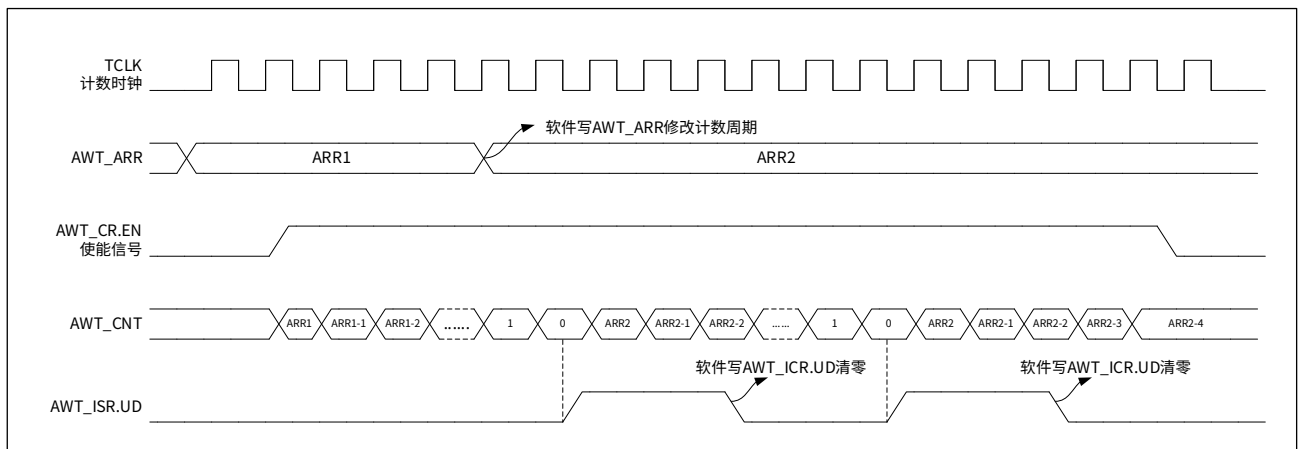 TCLK
计数时钟
软件写AWT_ARR修改计数周期
AWT_ARR
ARR1
ARR2
AWT_CR.EN
使能信号
AWT_CNT
ARR1 ARR1-1 ARR1-2 ...... 1 0 ARR2 ARR2-1 ARR2-2 ...... 1 0 ARR2 ARR2-1 ARR2-2 ARR2-3 ARR2-4
软件写AWT_ICR.UD清零
软件写AWT_ICR.UD清零
AWT_ISR.UD